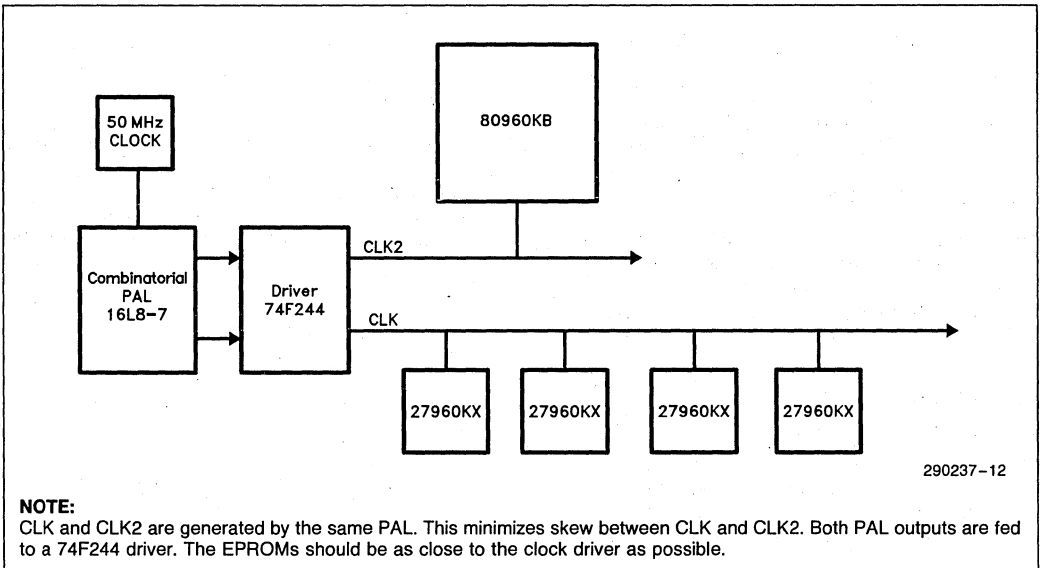 50 MHz
CLOCK
80960KB
Combinatorial
PAL
16L8-7
Driver
74F244
CLK2
CLK
27960KX
27960KX
27960KX
27960KX
290237-12
NOTE:
CLK and CLK2 are generated by the same PAL. This minimizes skew between CLK and CLK2. Both PAL outputs are fed
to a 74F244 driver. The EPROMs should be as close to the clock driver as possible.